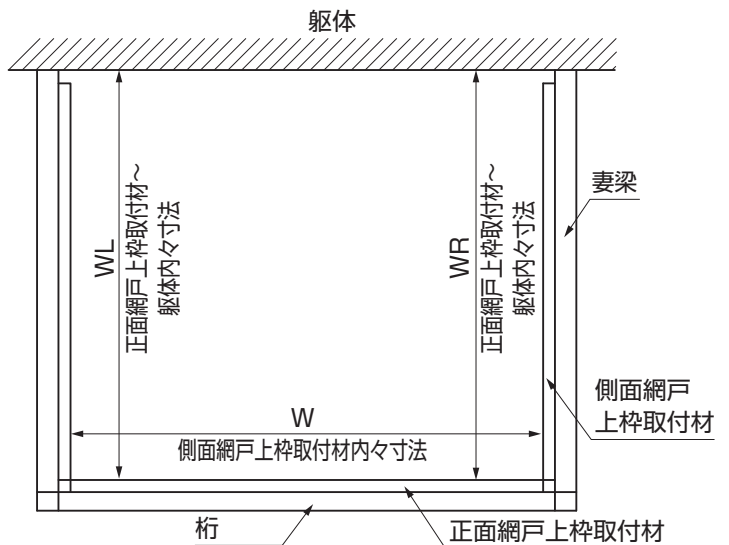 躯体
WL
正面網戸上枠取付材~
躯体内々寸法
WR
正面網戸上枠取付材~
躯体内々寸法
妻梁
側面網戸
上枠取付材
W
側面網戸上枠取付材内々寸法
桁
正面網戸上枠取付材